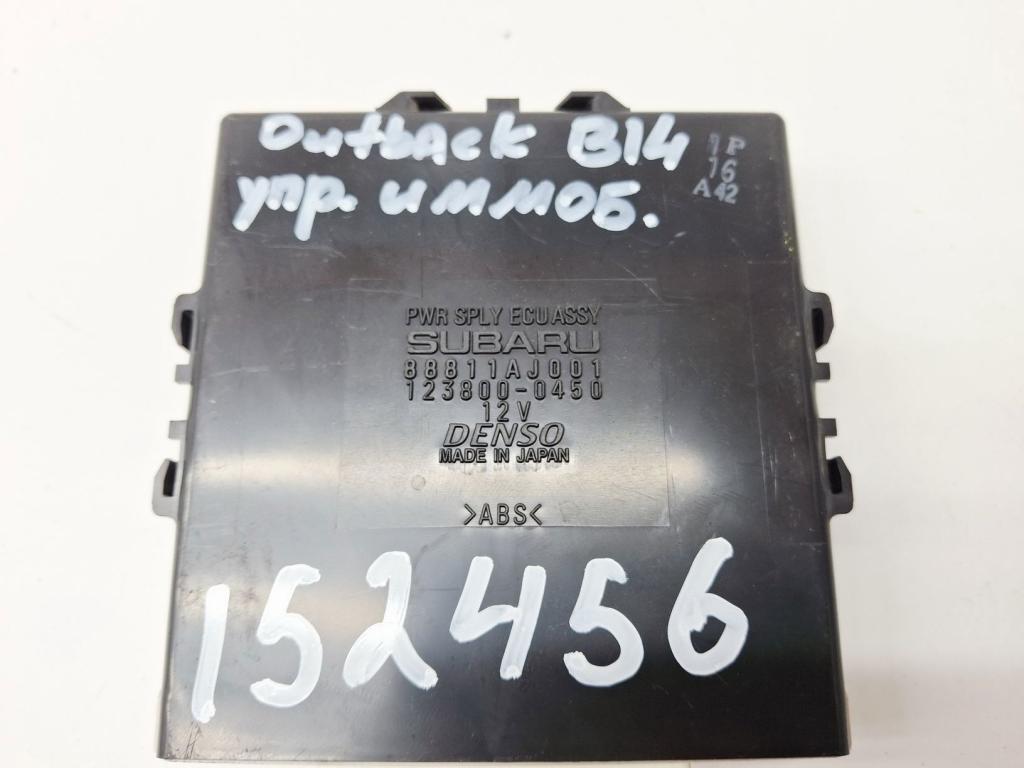 Outback B14
упр. иммоб.
1P
16
A42
PWR SPLY ECU ASSY
SUBARU
88811AJ001
123800-0450
12V
DENSO
MADE IN JAPAN
>ABS<
152456